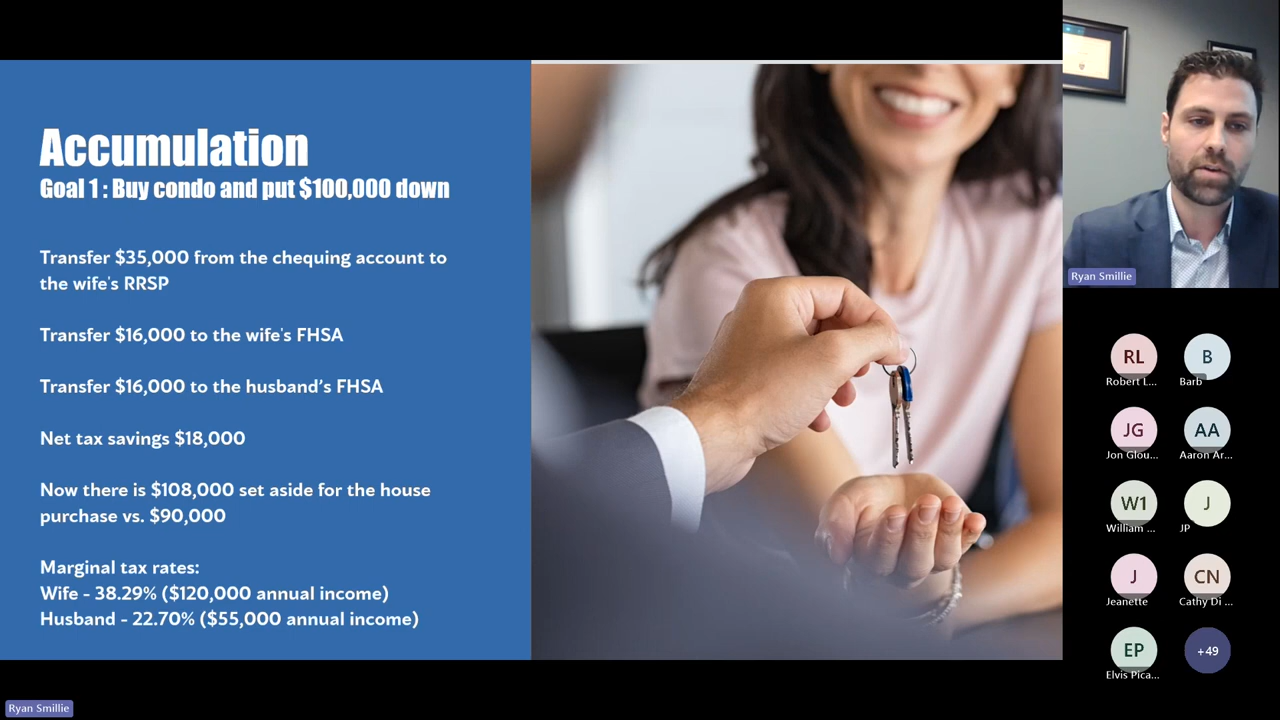 Accumulation
Goal 1 : Buy condo and put $100,000 down
Transfer $35,000 from the chequing account to
the wife's RRSP
Transfer $16,000 to the wife's FHSA
Transfer $16,000 to the husband's FHSA
Net tax savings $18,000
Now there is $108,000 set aside for the house
purchase vs. $90,000
Marginal tax rates:
Wife - 38.29% ($120,000 annual income)
Husband - 22.70% ($55,000 annual income)
Ryan Smillie
RL
Robert L...
B
Barb
JG
Jon Glou...
AA
Aaron Ar...
W1
William ...
J
JP
J
Jeanette
CN
Cathy Di ...
EP
Elvis Pica...
+49
Ryan Smillie